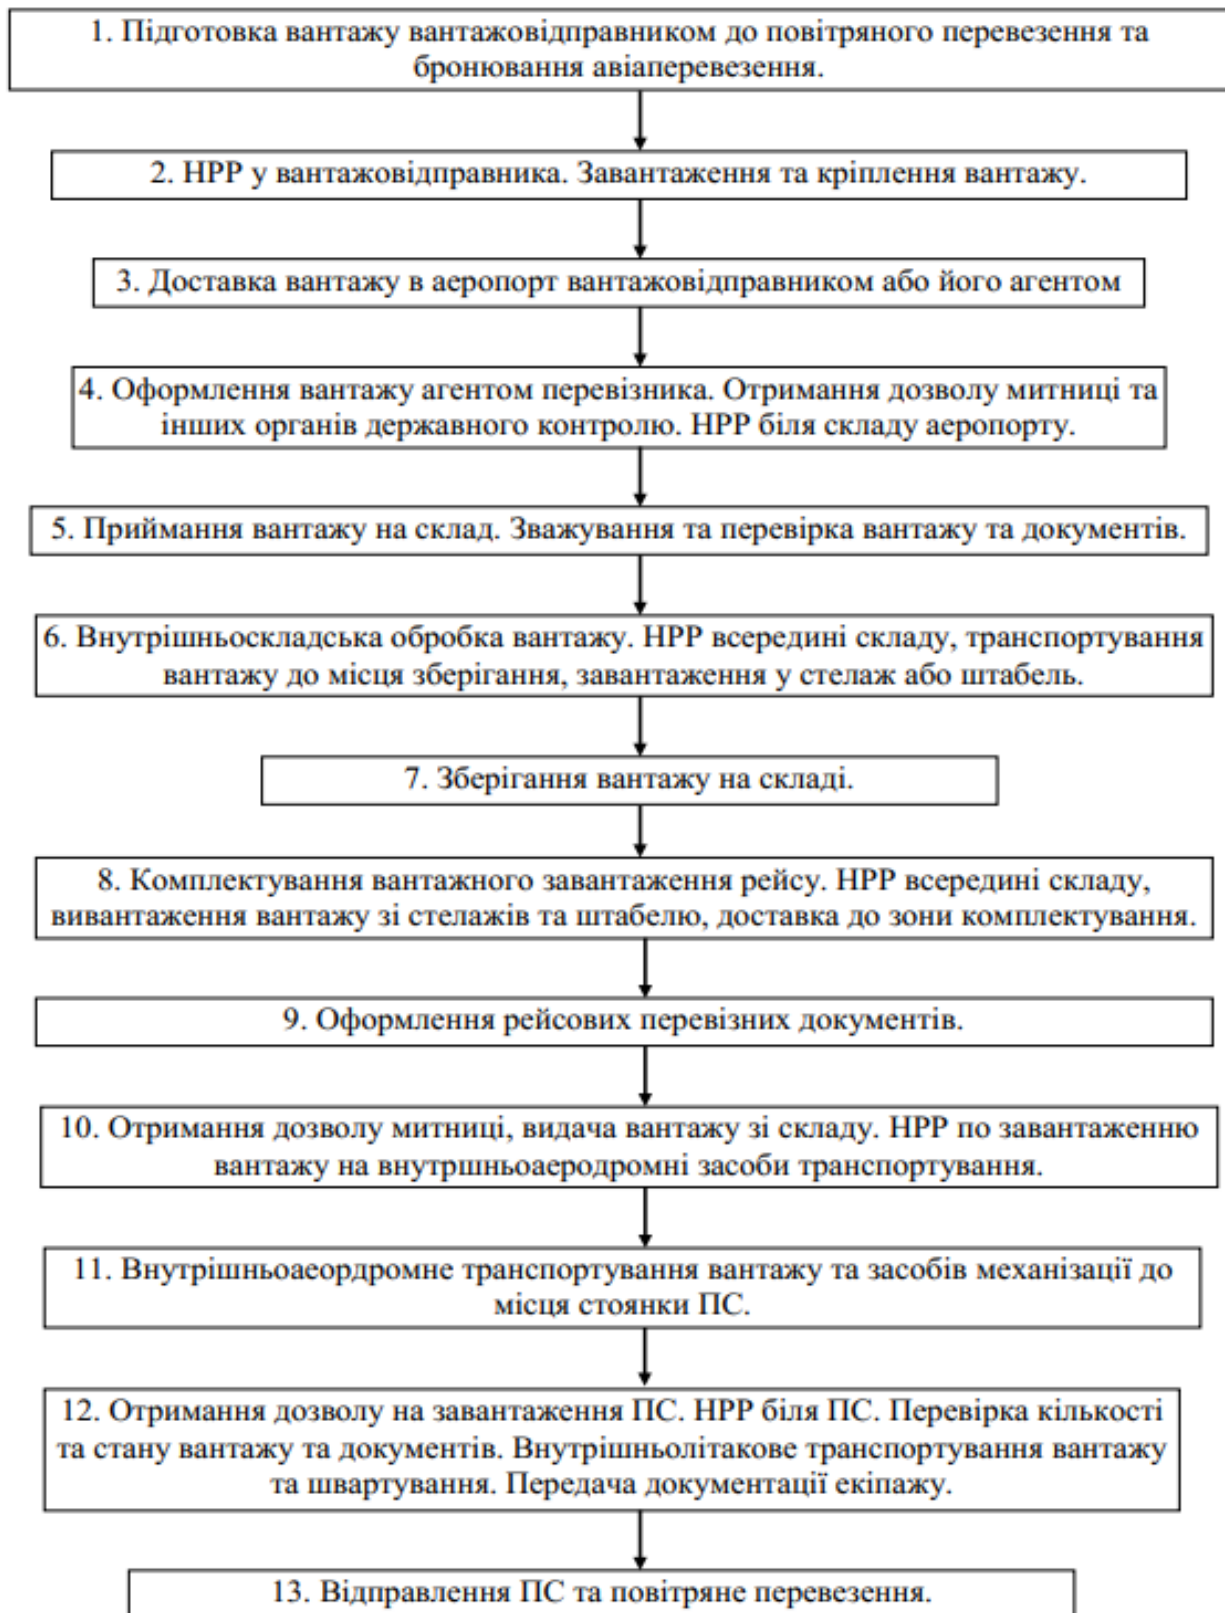 1. Підготовка вантажу вантажовідправником до повітряного перевезення та
бронювання авіаперевезення.
2. НРР у вантажовідправника. Завантаження та кріплення вантажу.
3. Доставка вантажу в аеропорт вантажовідправником або його агентом
4. Оформлення вантажу агентом перевізника. Отримання дозволу митниці та
інших органів державного контролю. НРР біля складу аеропорту.
5. Приймання вантажу на склад. Зважування та перевірка вантажу та документів.
6. Внутрішньоскладська обробка вантажу. НРР всередині складу, транспортування
вантажу до місця зберігання, завантаження у стелаж або штабель.
7. Зберігання вантажу на складі.
8. Комплектування вантажного завантаження рейсу. НРР всередині складу,
вивантаження вантажу зі стелажів та штабелю, доставка до зони комплектування.
9. Оформлення рейсових перевізних документів.
10. Отримання дозволу митниці, видача вантажу зі складу. НРР по завантаженню
вантажу на внутршньоаеродромні засоби транспортування.
11. Внутрішньоаеордромне транспортування вантажу та засобів механізації до
місця стоянки ПС.
12. Отримання дозволу на завантаження ПС. НРР біля ПС. Перевірка кількості
та стану вантажу та документів. Внутрішньолітакове транспортування вантажу
та швартування. Передача документації екіпажу.
13. Відправлення ПС та повітряне перевезення.